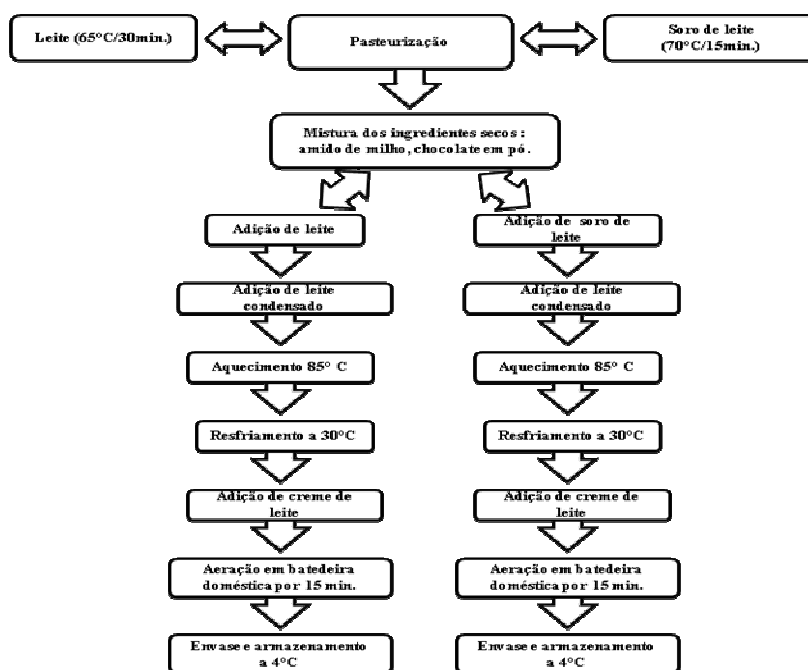 Leite (65°C/30min.)
Pasteurização
Soro de leite
(70°C/15min.)
Mistura dos ingredientes secos :
amido de milho, chocolate em pó.
Adição de leite
Adição de soro de
leite
Adição de leite
condensado
Adição de leite
condensado
Aquecimento 85° C
Aquecimento 85° C
Resfriamento a 30°C
Resfriamento a 30°C
Adição de creme de
leite
Adição de creme de
leite
Aeração em batedeira
doméstica por 15 min.
Aeração em batedeira
doméstica por 15 min.
Envase e armazenamento
a 4°C
Envase e armazenamento
a 4°C